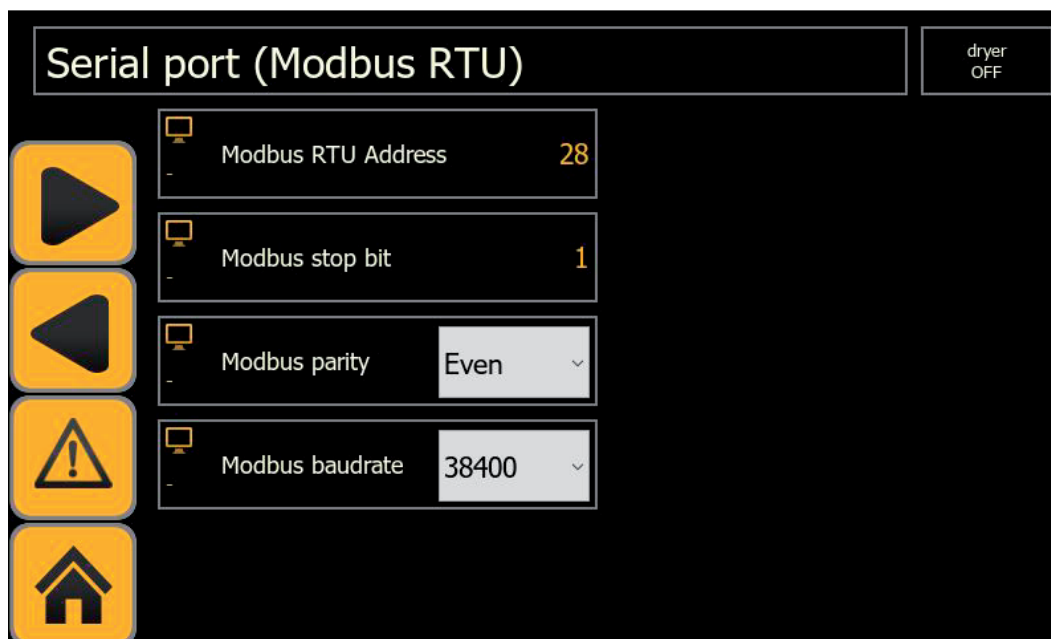 Serial port (Modbus RTU)
dryer
OFF
Modbus RTU Address 28
-
Modbus stop bit 1
-
Modbus parity Even
-
Modbus baudrate 38400
-